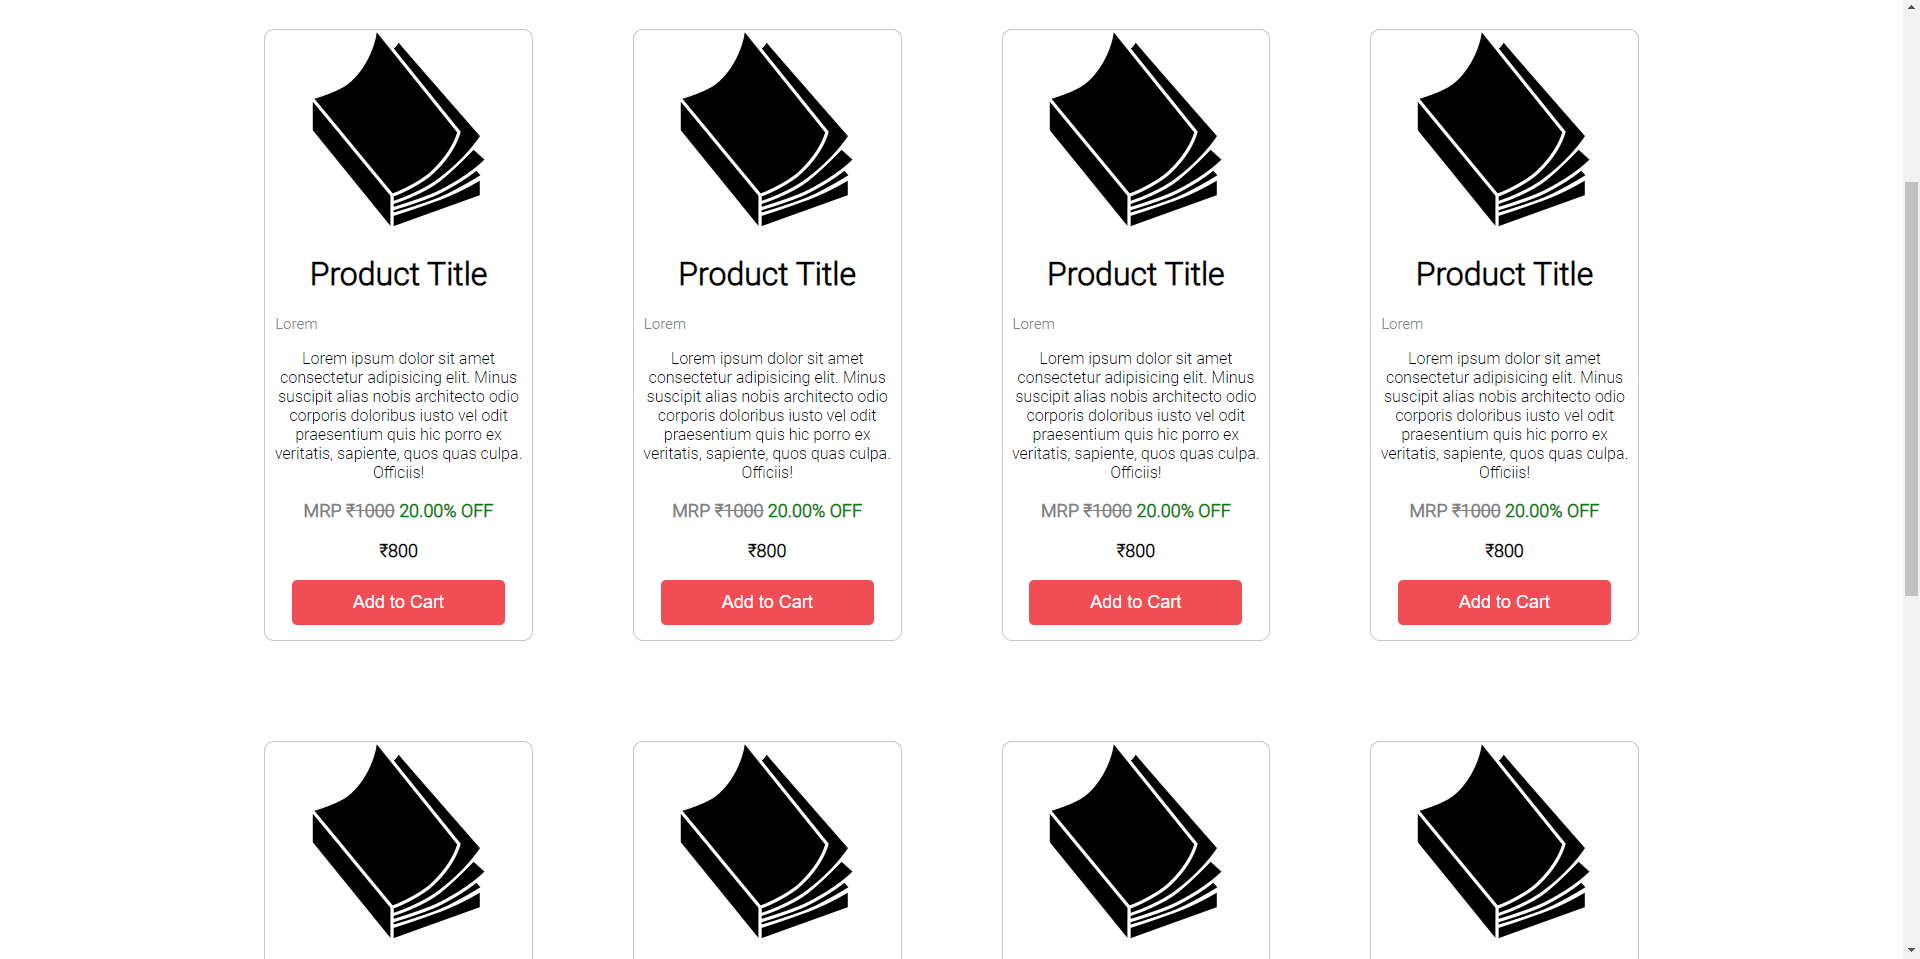 Product Title
Lorem
Lorem ipsum dolor sit amet
consectetur adipisicing elit. Minus
suscipit alias nobis architecto odio
corporis doloribus iusto vel odit
praesentium quis hic porro ex
veritatis, sapiente, quos quas culpa.
Officiis!
MRP ₹1000 20.00% OFF
₹800
Add to Cart
Product Title
Lorem
Lorem ipsum dolor sit amet
consectetur adipisicing elit. Minus
suscipit alias nobis architecto odio
corporis doloribus iusto vel odit
praesentium quis hic porro ex
veritatis, sapiente, quos quas culpa.
Officiis!
MRP ₹1000 20.00% OFF
₹800
Add to Cart
Product Title
Lorem
Lorem ipsum dolor sit amet
consectetur adipisicing elit. Minus
suscipit alias nobis architecto odio
corporis doloribus iusto vel odit
praesentium quis hic porro ex
veritatis, sapiente, quos quas culpa.
Officiis!
MRP ₹1000 20.00% OFF
₹800
Add to Cart
Product Title
Lorem
Lorem ipsum dolor sit amet
consectetur adipisicing elit. Minus
suscipit alias nobis architecto odio
corporis doloribus iusto vel odit
praesentium quis hic porro ex
veritatis, sapiente, quos quas culpa.
Officiis!
MRP ₹1000 20.00% OFF
₹800
Add to Cart